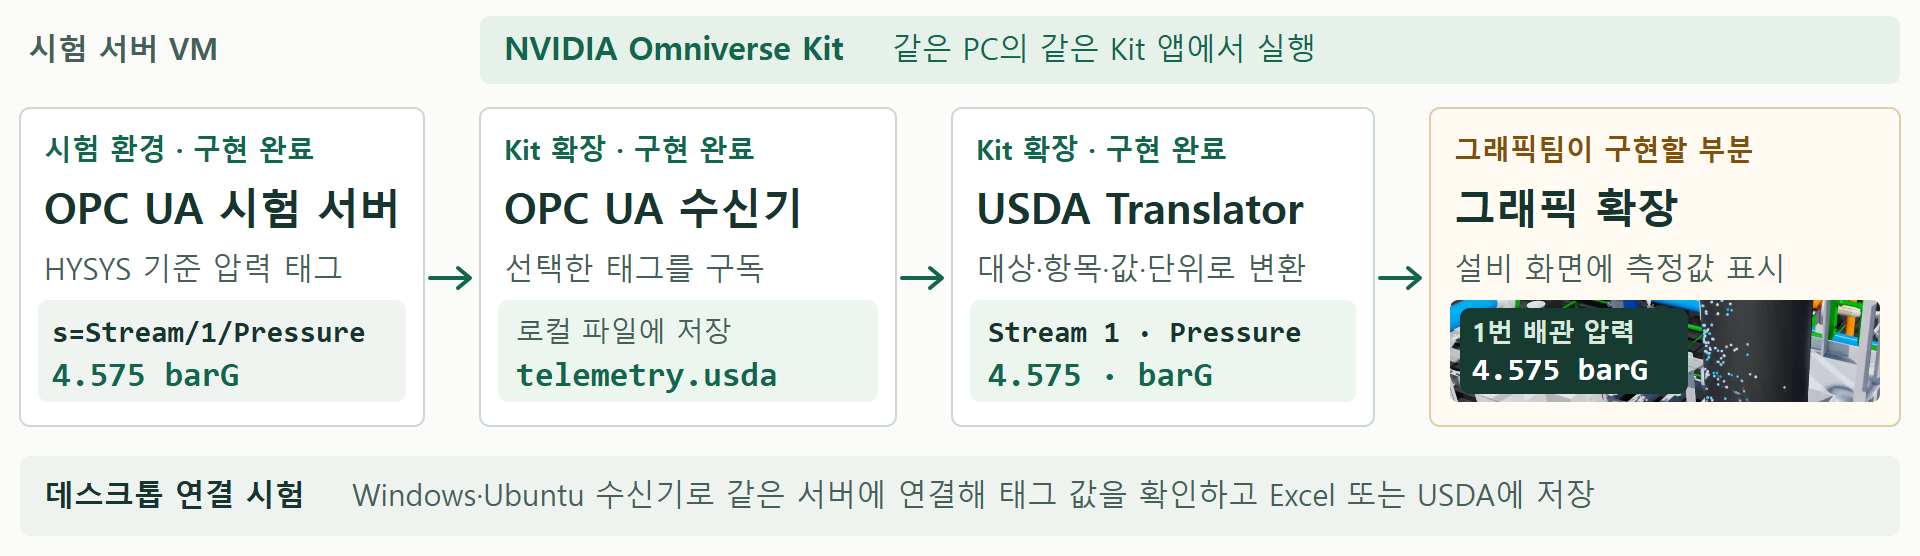 시험 서버 VM
NVIDIA Omniverse Kit 같은 PC의 같은 Kit 앱에서 실행
시험 환경 · 구현 완료
OPC UA 시험 서버
HYSYS 기준 압력 태그
s=Stream/1/Pressure
4.575 barG
Kit 확장 · 구현 완료
OPC UA 수신기
선택한 태그를 구독
로컬 파일에 저장
telemetry.usda
Kit 확장 · 구현 완료
USDA Translator
대상·항목·값·단위로 변환
Stream 1 · Pressure
4.575 · barG
그래픽팀이 구현할 부분
그래픽 확장
설비 화면에 측정값 표시
1번 배관 압력
4.575 barG
데스크톱 연결 시험 Windows·Ubuntu 수신기로 같은 서버에 연결해 태그 값을 확인하고 Excel 또는 USDA에 저장